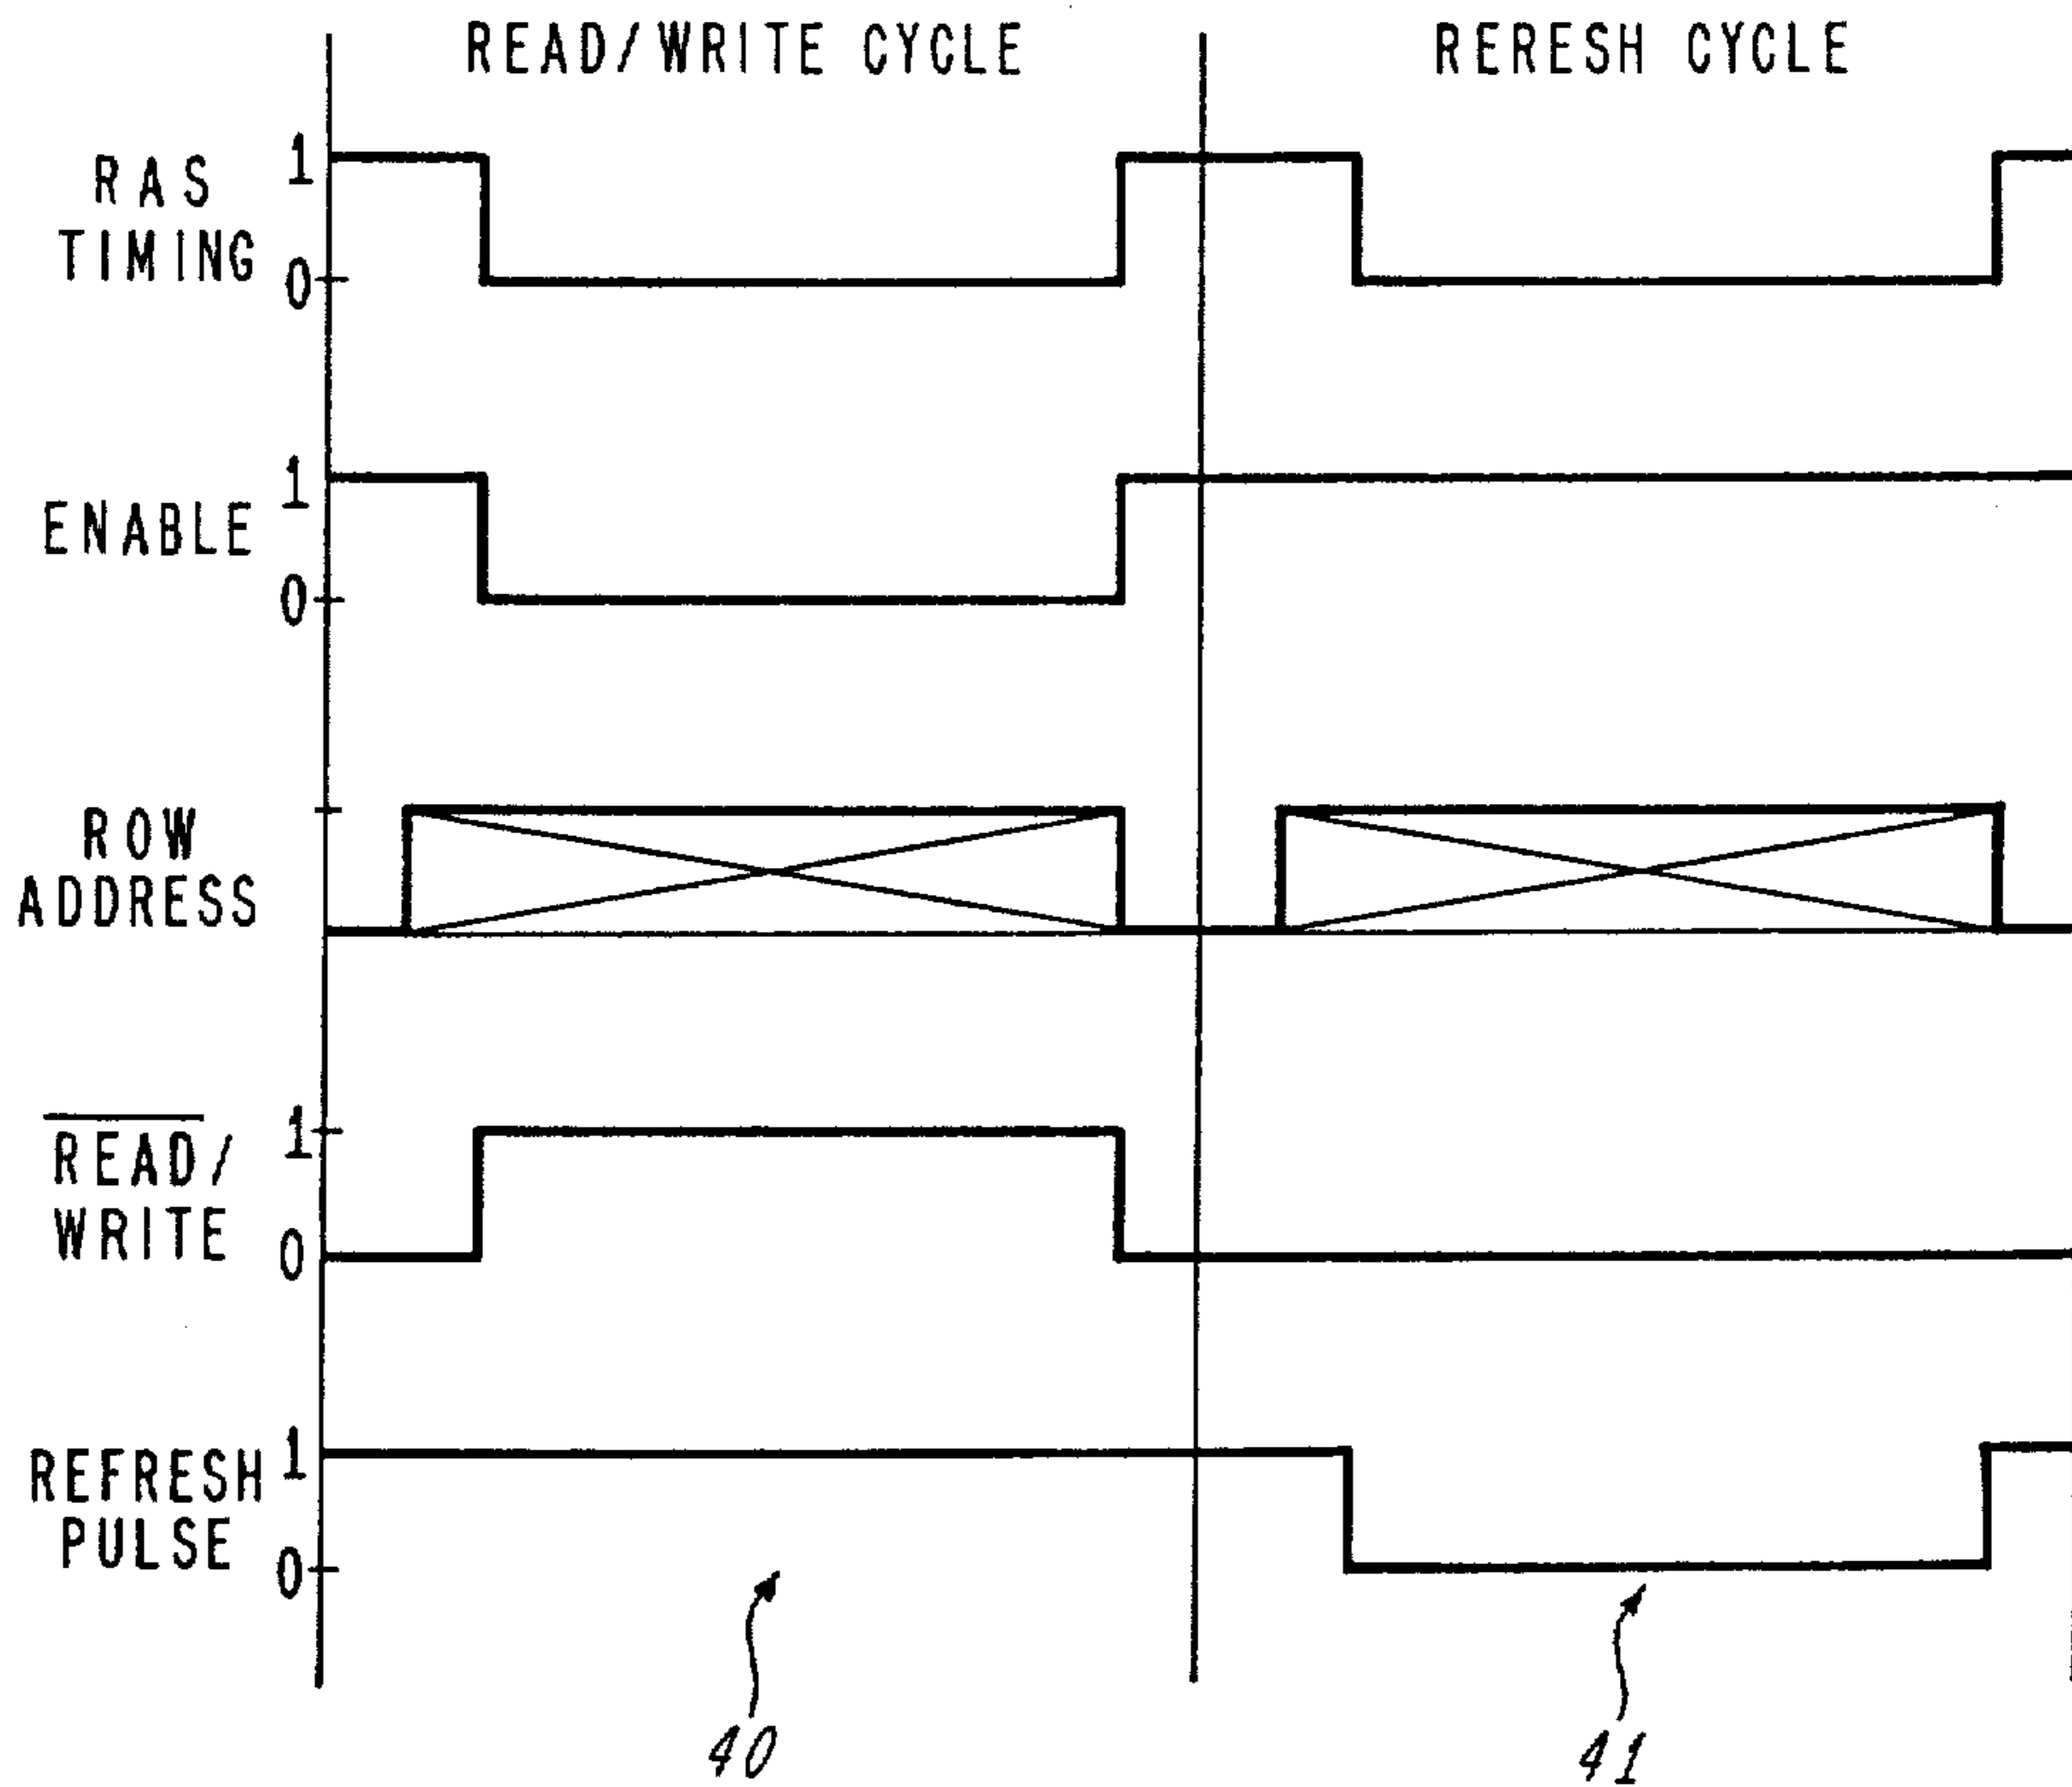 READ/WRITE CYCLE
RERESH CYCLE
RAS
TIMING
1
0
ENABLE
1
0
ROW
ADDRESS
READ/
WRITE
1
0
REFRESH
PULSE
1
0
40
41